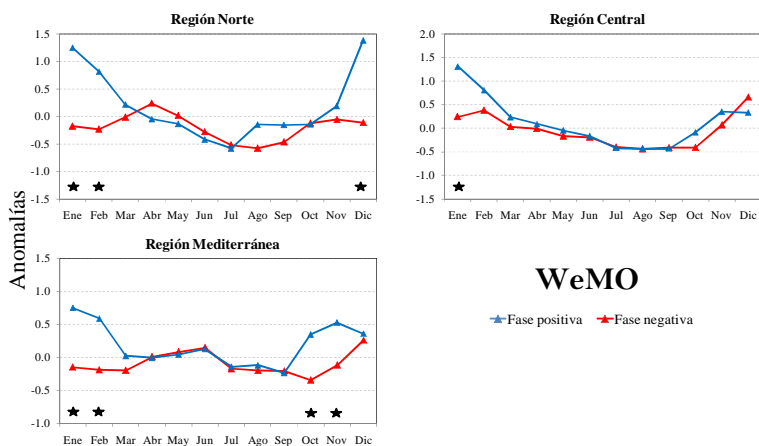 Región Norte
1.5
1.0
0.5
0.0
-0.5
-1.0
-1.5
Ene Feb Mar Abr May Jun Jul Ago Sep Oct Nov Dic
Región Central
2.0
1.5
1.0
0.5
0.0
-0.5
-1.0
-1.5
Ene Feb Mar Abr May Jun Jul Ago Sep Oct Nov Dic
Anomalías
Región Mediterránea
1.5
1.0
0.5
0.0
-0.5
-1.0
Ene Feb Mar Abr May Jun Jul Ago Sep Oct Nov Dic
WeMO
Fase positiva Fase negativa